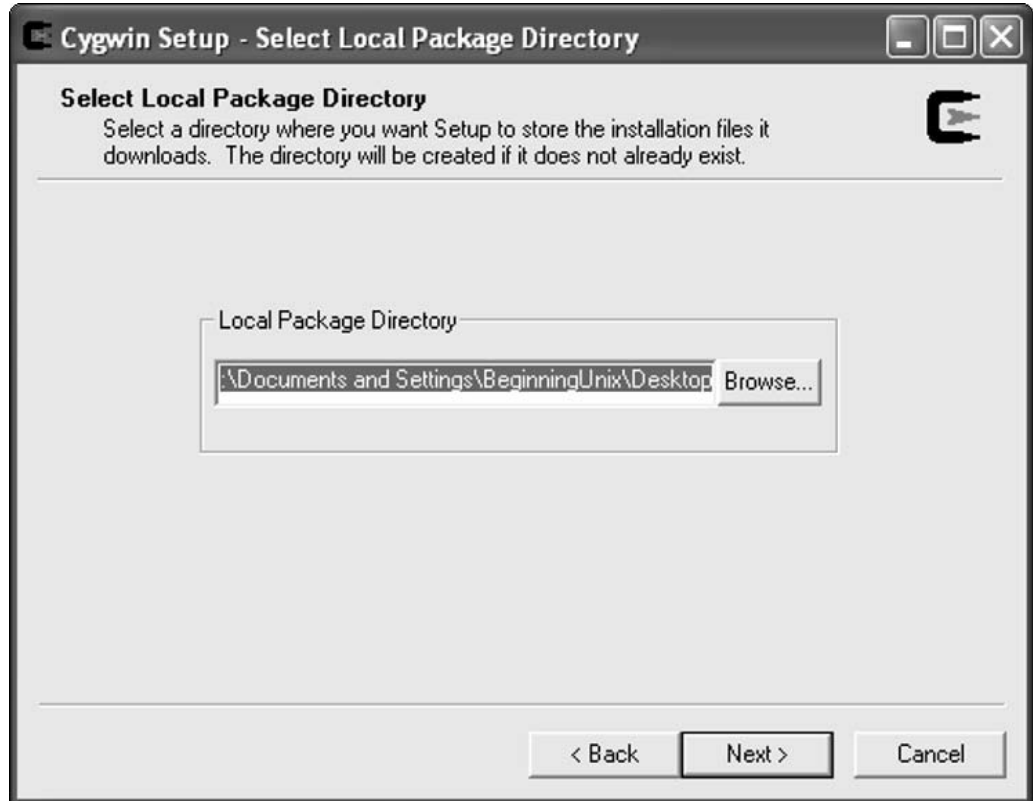 Cygwin Setup - Select Local Package Directory
Select Local Package Directory
Select a directory where you want Setup to store the installation files it
downloads. The directory will be created if it does not already exist.
Local Package Directory
:\Documents and Settings\BeginningUnix\Desktop
Browse...
< Back
Next >
Cancel